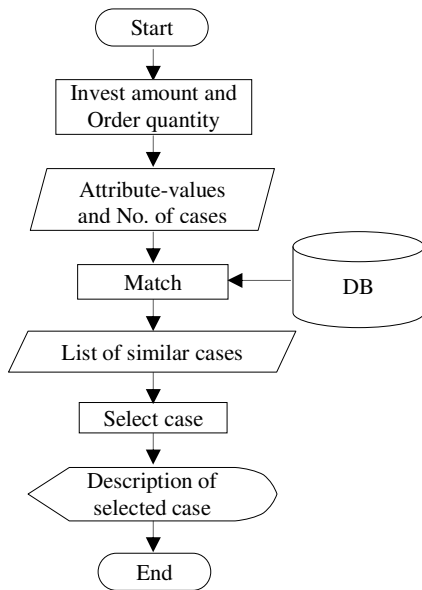 Start
Invest amount and
Order quantity
Attribute-values
and No. of cases
Match
DB
List of similar cases
Select case
Description of
selected case
End